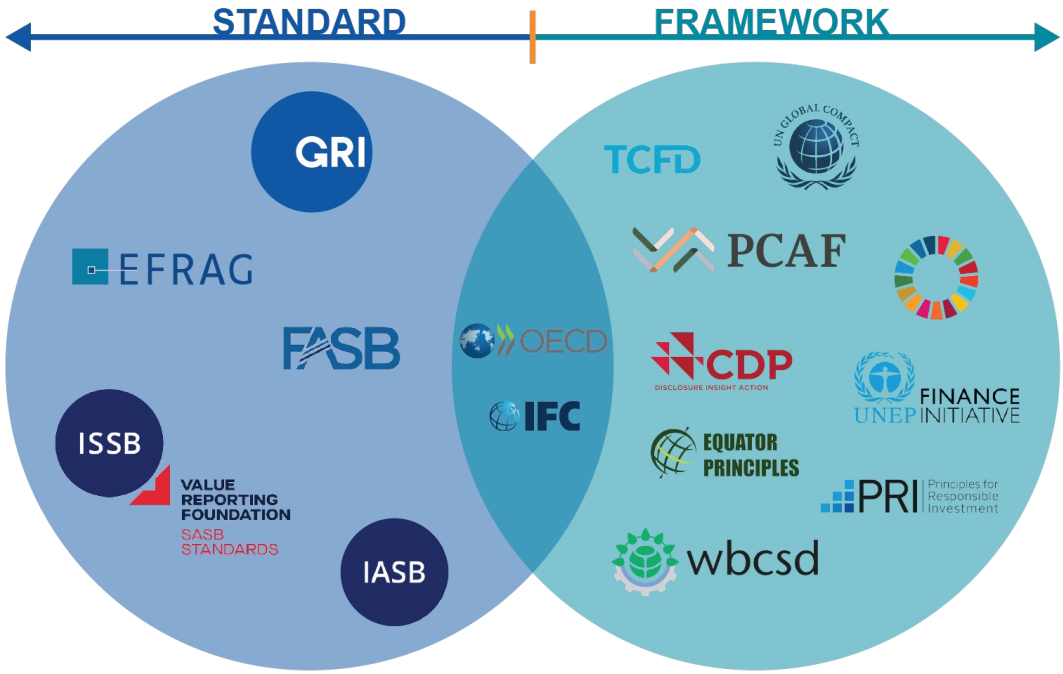 STANDARD
FRAMEWORK
GRI
EFRAG
FASB
ISSB
VALUE
REPORTING
FOUNDATION
SASB
STANDARDS
IASB
OECD
IFC
TCFD
UN GLOBAL COMPACT
PCAF
CDP
DISCLOSURE INSIGHT ACTION
UNEP FINANCE
INITIATIVE
EQUATOR
PRINCIPLES
PRI Principles for
Responsible
Investment
wbcsd